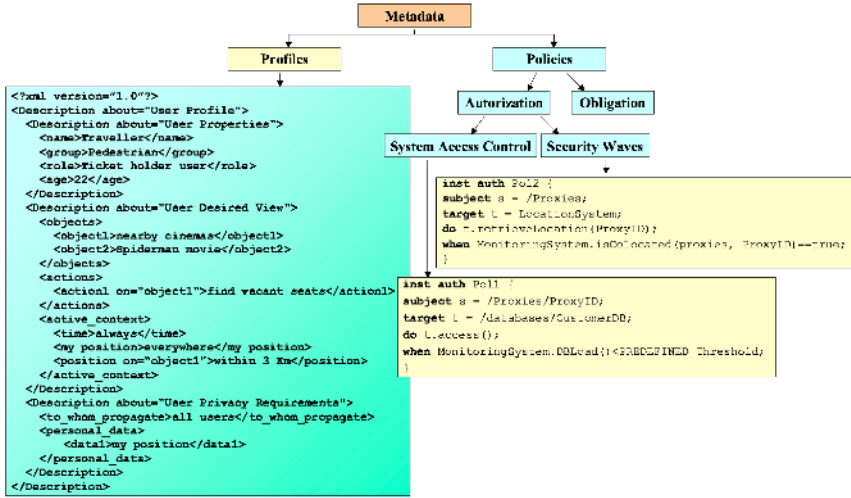 Metadata
Profiles
Policies
Autorization
Obligation
System Access Control
Security Waves
<?xml version="1.0"?>
<Description about="User Profile">
<Description about="User Properties">
<name>Traveller</name>
<group>Pedestrian</group>
<role>Ticket holder user</role>
<age>22</age>
</Description>
<Description about="User Desired View">
<objects>
<object1>nearby cinemas</object1>
<object2>Spiderman movie</object2>
</objects>
<actions>
<action1 on="object1">find vacant seats</action1>
</actions>
<active_context>
<time>always</time>
<my position>everywhere</my position>
<position on="object1">within 3 Km</position>
</active_context>
</Description>
<Description about="User Privacy Requirements">
<to_whom_propagate>all users</to_whom_propagate>
<personal_data>
<data1>my position</data1>
</personal_data>
</Description>
</Description>
inst auth Pol2 {
subject s = /Proxies;
target t = LocationSystem;
do t.retrieveLocation(ProxyID);
when MonitoringSystem.isColocated(proxies, ProxyID)==true;
}
inst auth Pol1 {
subject s = /Proxies/ProxyID;
target t = /databases/CustomerDB;
do t.access();
when MonitoringSystem.DBLoad()<PREDEFINED Threshold;
}